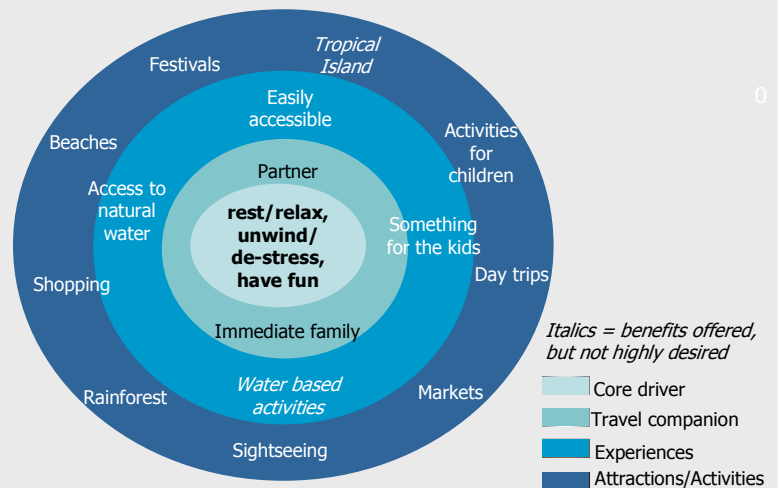 Tropical
Island
Festivals
Easily
accessible
0
Beaches
Activities
for
children
Partner
Access to
natural
water
rest/relax,
unwind/
de-stress,
have fun
Something
for the kids
Day trips
Shopping
Immediate family
Italics = benefits offered,
but not highly desired
Rainforest
Water based
activities
Markets
Sightseeing
Core driver
Travel companion
Experiences
Attractions/Activities